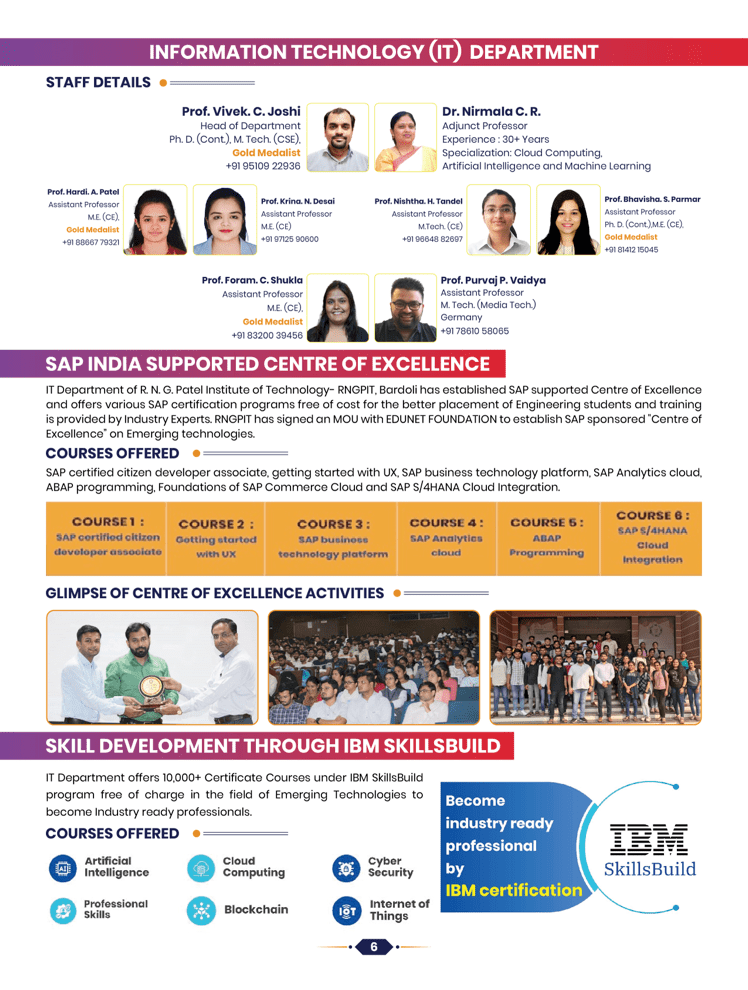 INFORMATION TECHNOLOGY (IT) DEPARTMENT
STAFF DETAILS
Prof. Vivek. C. Joshi
Head of Department
Ph. D. (Cont.), M. Tech. (CSE),
Gold Medalist
+91 95109 22936
Dr. Nirmala C. R.
Adjunct Professor
Experience : 30+ Years
Specialization: Cloud Computing,
Artificial Intelligence and Machine Learning
Prof. Hardi. A. Patel
Assistant Professor
M.E. (CE),
Gold Medalist
+91 88667 79321
Prof. Krina. N. Desai
Assistant Professor
M.E. (CE)
+91 97125 90600
Prof. Nishtha. H. Tandel
Assistant Professor
M.Tech. (CE)
+91 96648 82697
Prof. Bhavisha. S. Parmar
Assistant Professor
Ph. D. (Cont.),M.E. (CE),
Gold Medalist
+91 81412 15045
Prof. Foram. C. Shukla
Assistant Professor
M.E. (CE),
Gold Medalist
+91 83200 39456
Prof. Purvaj P. Vaidya
Assistant Professor
M. Tech. (Media Tech.)
Germany
+91 78610 58065
SAP INDIA SUPPORTED CENTRE OF EXCELLENCE
IT Department of R. N. G. Patel Institute of Technology- RNGPIT, Bardoli has established SAP supported Centre of Excellence
and offers various SAP certification programs free of cost for the better placement of Engineering students and training
is provided by Industry Experts. RNGPIT has signed an MOU with EDUNET FOUNDATION to establish SAP sponsored "Centre of
Excellence" on Emerging technologies.
COURSES OFFERED
SAP certified citizen developer associate, getting started with UX, SAP business technology platform, SAP Analytics cloud,
ABAP programming, Foundations of SAP Commerce Cloud and SAP S/4HANA Cloud Integration.
COURSE 1 :
SAP certified citizen
developer associate
COURSE 2 :
Getting started
with UX
COURSE 3 :
SAP business
technology platform
COURSE 4 :
SAP Analytics
cloud
COURSE 5 :
ABAP
Programming
COURSE 6 :
SAP S/4HANA
Cloud
Integration
GLIMPSE OF CENTRE OF EXCELLENCE ACTIVITIES
SKILL DEVELOPMENT THROUGH IBM SKILLSBUILD
IT Department offers 10,000+ Certificate Courses under IBM SkillsBuild
program free of charge in the field of Emerging Technologies to
become Industry ready professionals.
COURSES OFFERED
AI
Artificial
Intelligence
Cloud
Computing
Cyber
Security
Professional
Skills
Blockchain
IoT
Internet of
Things
Become
industry ready
professional
by
IBM certification
IBM
SkillsBuild
6